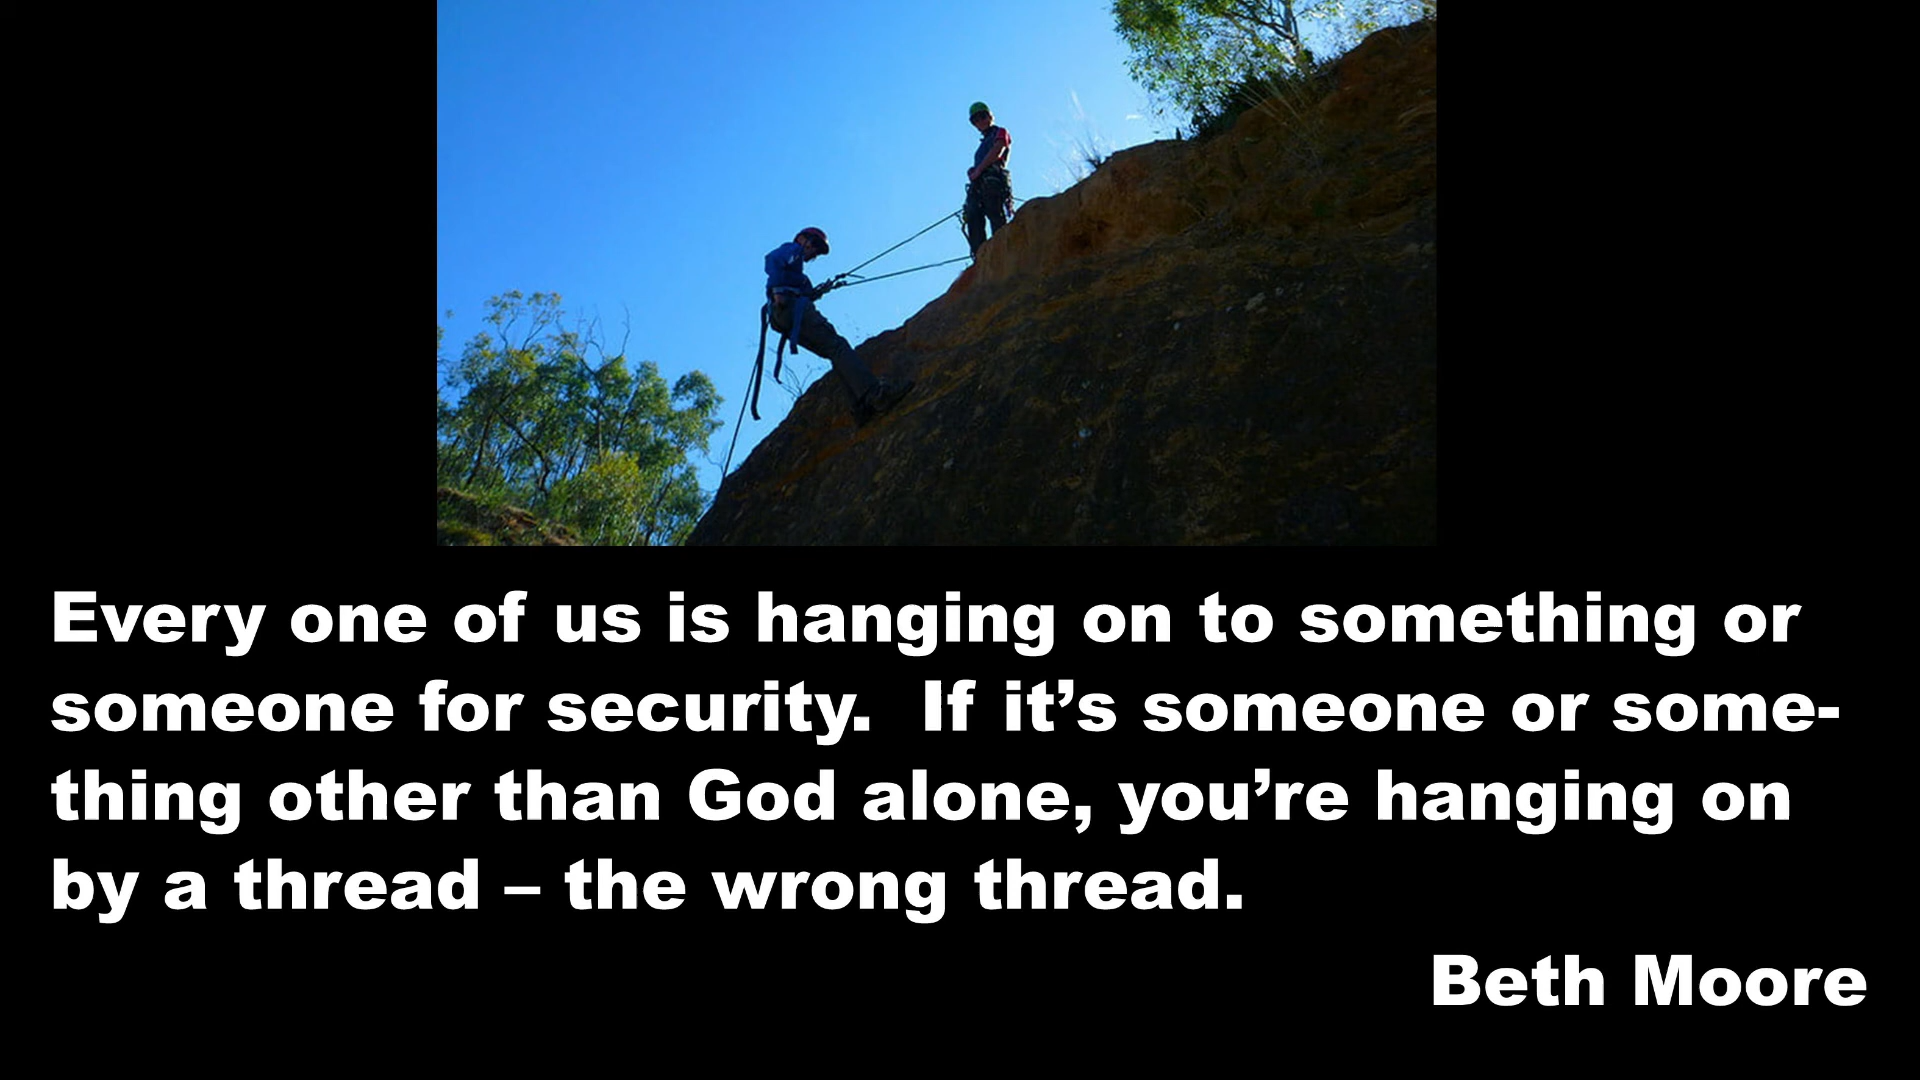 Every one of us is hanging on to something or
someone for security.  If it’s someone or some-
thing other than God alone, you’re hanging on
by a thread – the wrong thread.
Beth Moore